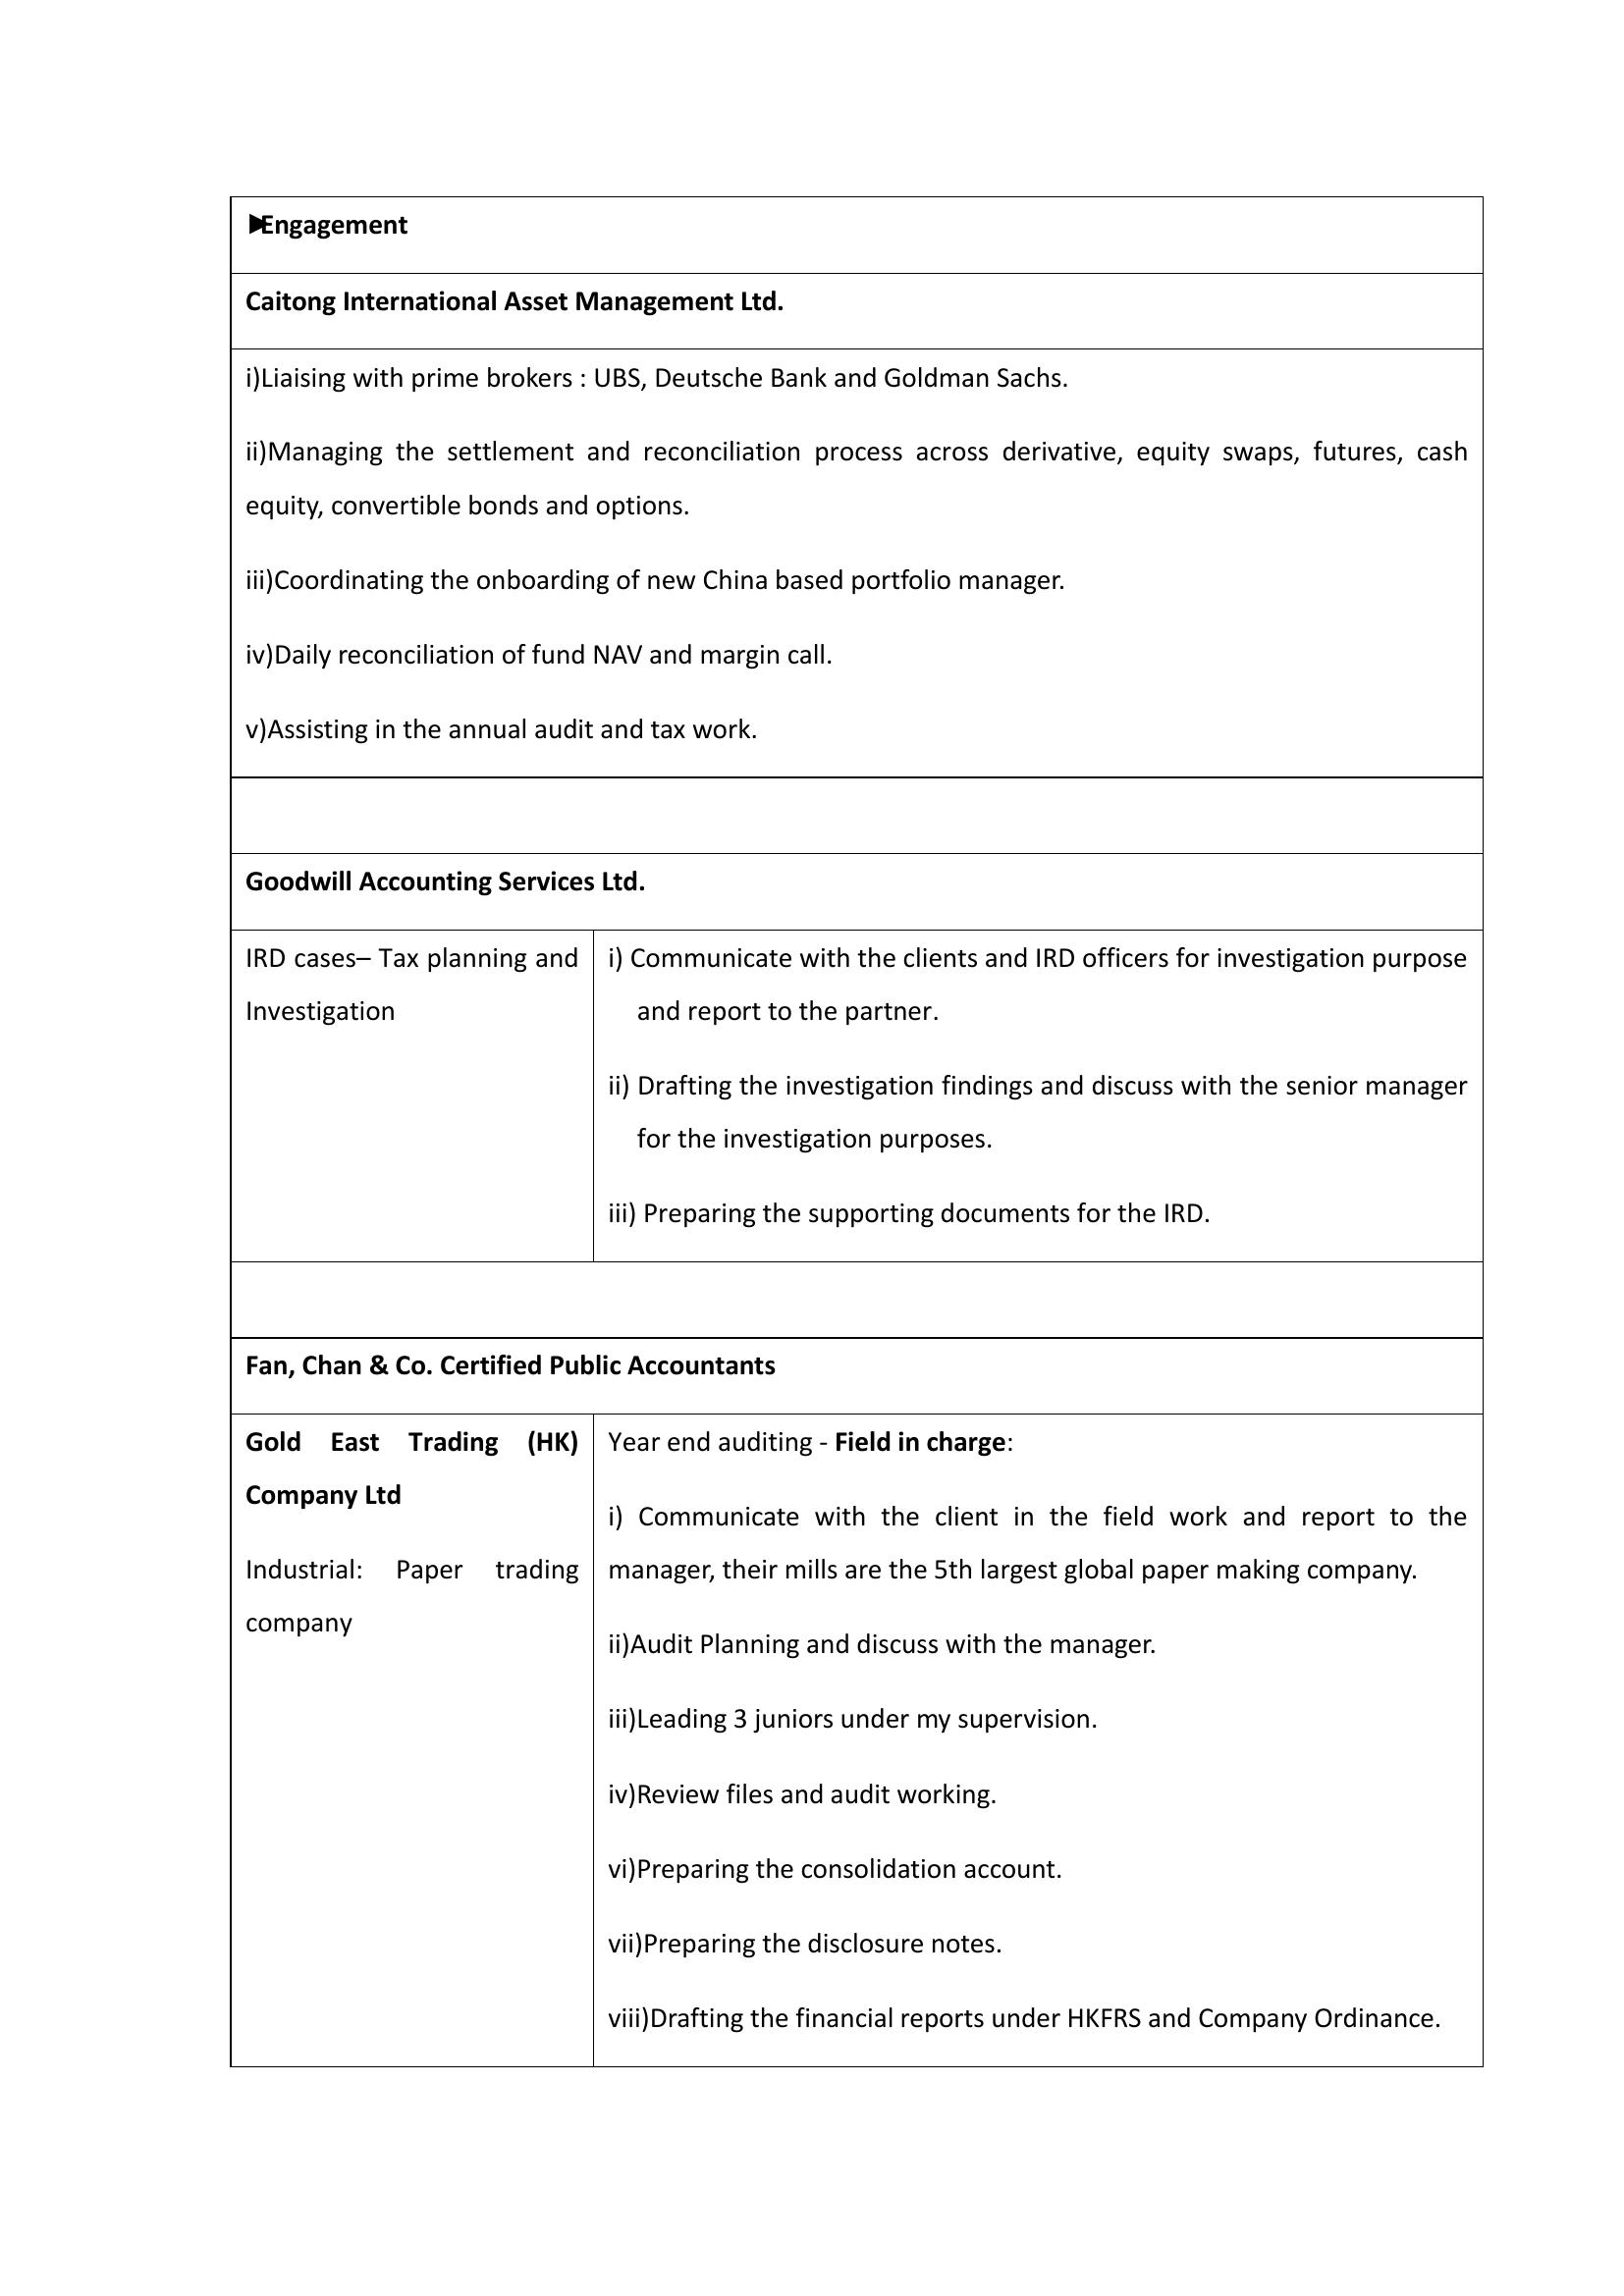 ▶Engagement
Caitong International Asset Management Ltd.
i)Liaising with prime brokers : UBS, Deutsche Bank and Goldman Sachs.
ii)Managing the settlement and reconciliation process across derivative, equity swaps, futures, cash
equity, convertible bonds and options.
iii)Coordinating the onboarding of new China based portfolio manager.
iv)Daily reconciliation of fund NAV and margin call.
v)Assisting in the annual audit and tax work.
Goodwill Accounting Services Ltd.
IRD cases– Tax planning and
Investigation
i) Communicate with the clients and IRD officers for investigation purpose
and report to the partner.
ii) Drafting the investigation findings and discuss with the senior manager
for the investigation purposes.
iii) Preparing the supporting documents for the IRD.
Fan, Chan & Co. Certified Public Accountants
Gold East Trading (HK)
Company Ltd
Industrial: Paper trading
company
Year end auditing - Field in charge:
i) Communicate with the client in the field work and report to the
manager, their mills are the 5th largest global paper making company.
ii)Audit Planning and discuss with the manager.
iii)Leading 3 juniors under my supervision.
iv)Review files and audit working.
vi)Preparing the consolidation account.
vii)Preparing the disclosure notes.
viii)Drafting the financial reports under HKFRS and Company Ordinance.